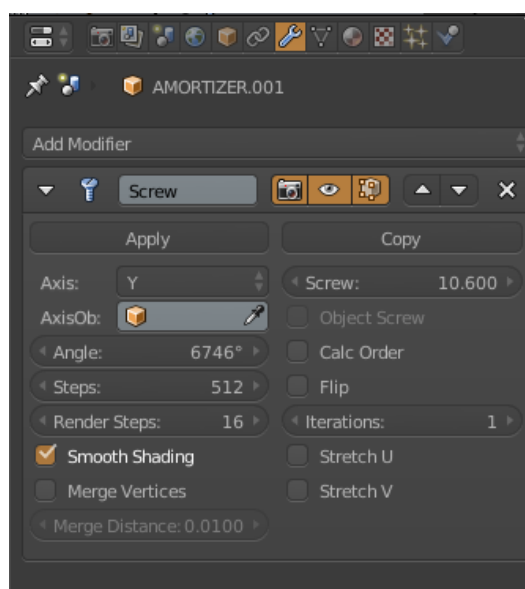 AMORTIZER.001
Add Modifier
Screw
Apply Copy
Axis: Y Screw: 10.600
AxisOb: Object Screw
Angle: 6746° Calc Order
Steps: 512 Flip
Render Steps: 16 Iterations: 1
Smooth Shading Stretch U
Merge Vertices Stretch V
Merge Distance: 0.0100